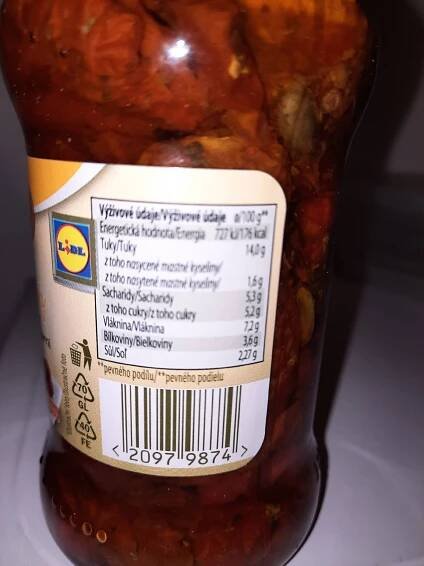 Výživové údaje/Výživové údaje ø/100 g**
Energetická hodnota/Energia 727 kJ/176 kcal
Tuky/Tuky 14,0 g
z toho nasycené mastné kyseliny/
z toho nasýtené mastné kyseliny 1,6 g
Sacharidy/Sacharidy 5,3 g
z toho cukry/z toho cukry 5,2 g
Vláknina/Vláknina 7,2 g
Bílkoviny/Bielkoviny 3,6 g
Sůl/Soľ 2,27 g
**pevného podílu/**pevného podielu
LIDL
70
GL
40
FE
< 2097 9874 >